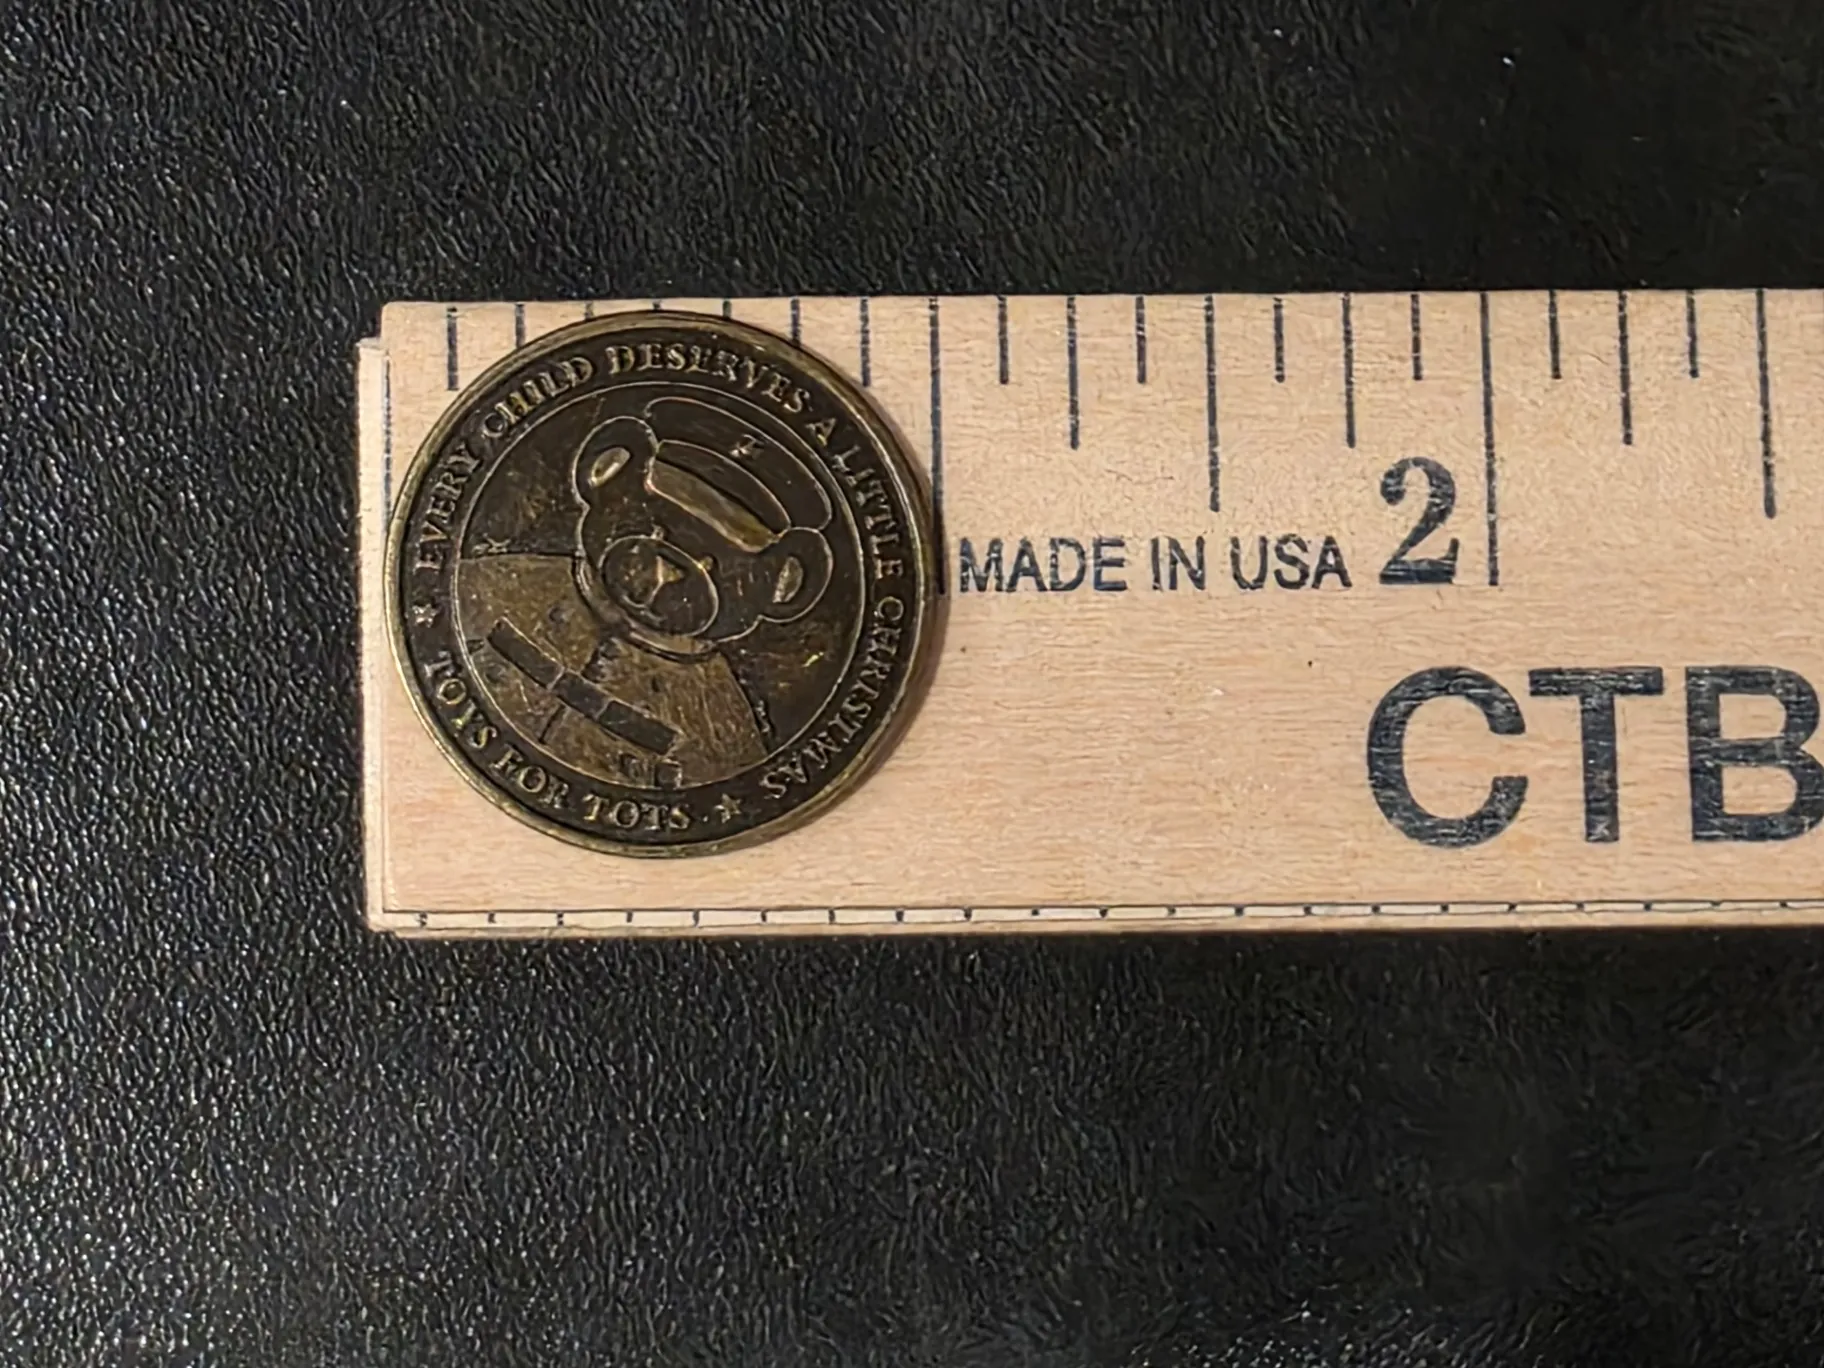 EVERY CHILD DESERVES A LITTLE CHRISTMAS
TOYS FOR TOTS
MADE IN USA
2
CTB